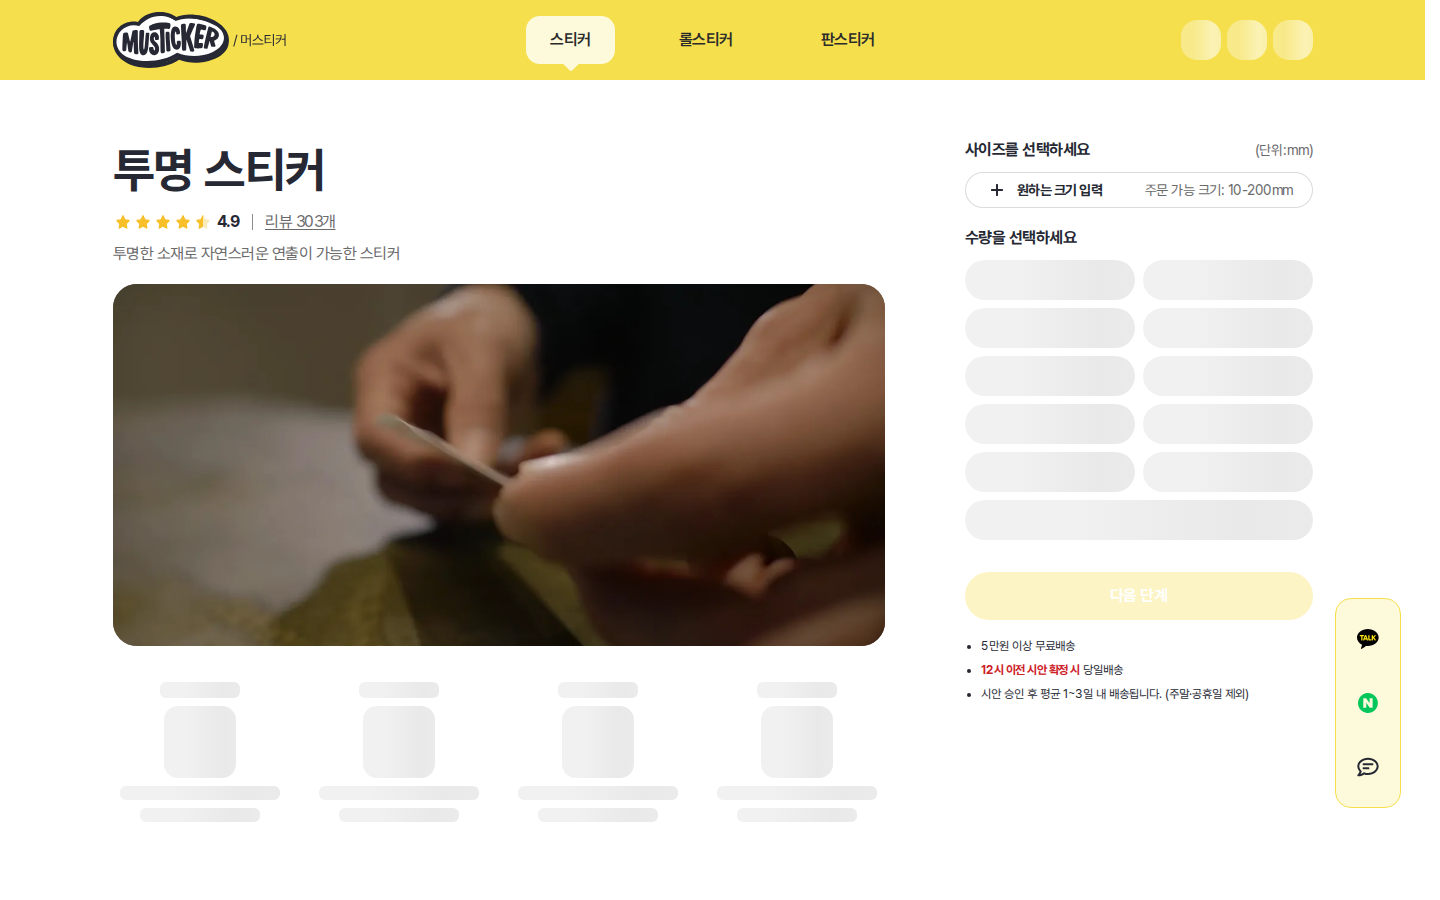 MUSTICKER / 머스티커
스티커
롤스티커
판스티커
투명 스티커
4.9
리뷰 303개
투명한 소재로 자연스러운 연출이 가능한 스티커
사이즈를 선택하세요
(단위:mm)
원하는 크기 입력
주문 가능 크기: 10-200mm
수량을 선택하세요
다음 단계
5만원 이상 무료배송
12시 이전 시안 확정 시 당일배송
시안 승인 후 평균 1~3일 내 배송됩니다. (주말·공휴일 제외)
TALK
N